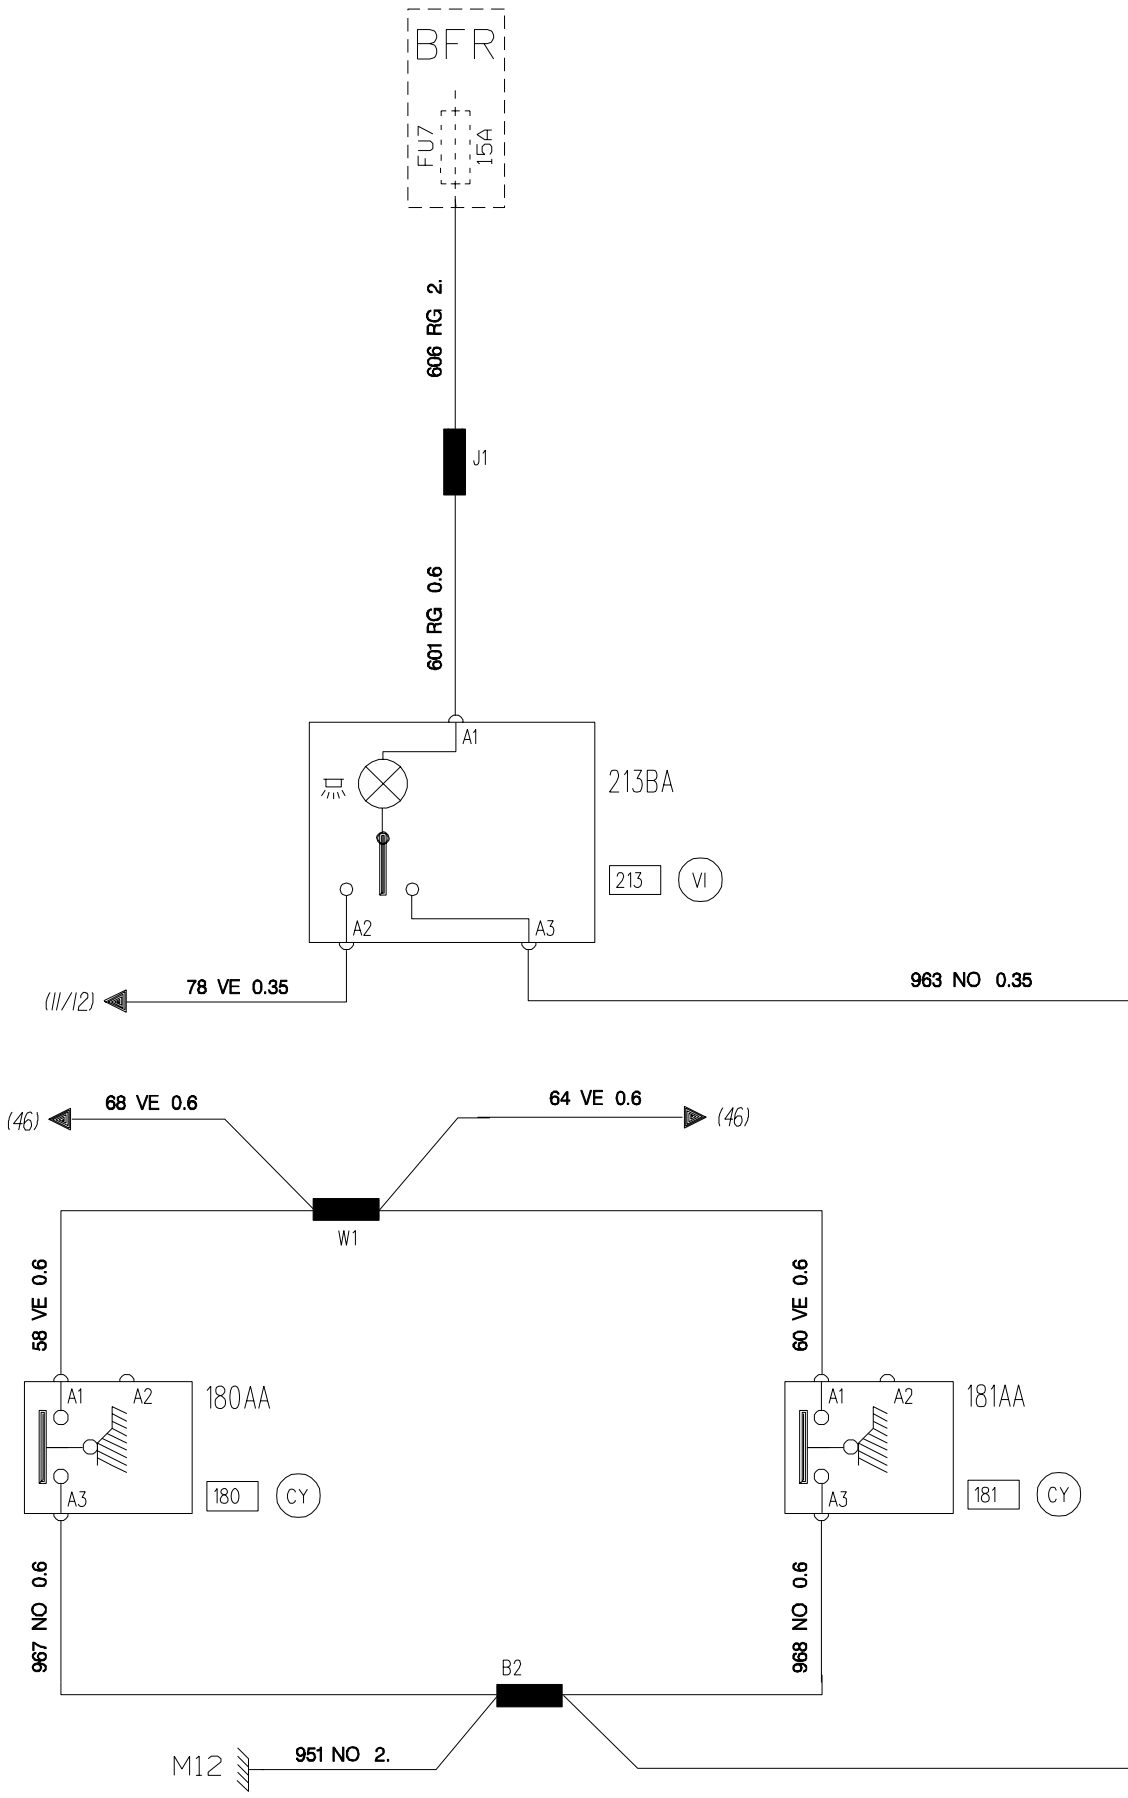 BFR
FU7
15A
606 RG 2.
J1
601 RG 0.6
A1
213BA
213
VI
A2
A3
78 VE 0.35
963 NO 0.35
(11/12)
68 VE 0.6
64 VE 0.6
(46)
(46)
W1
58 VE 0.6
60 VE 0.6
A1
A2
180AA
A1
A2
181AA
A3
180
CY
A3
181
CY
967 NO 0.6
968 NO 0.6
B2
M12
951 NO 2.